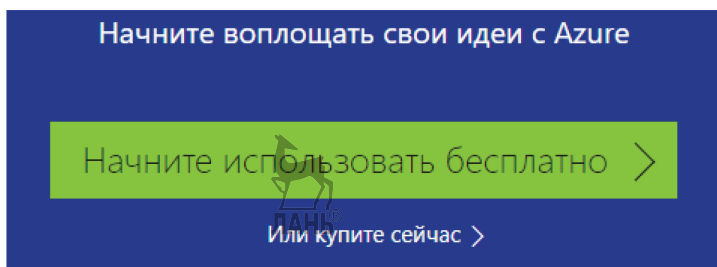 Начните воплощать свои идеи с Azure
Начните использовать бесплатно >
ЛАНЬ®
Или купите сейчас >